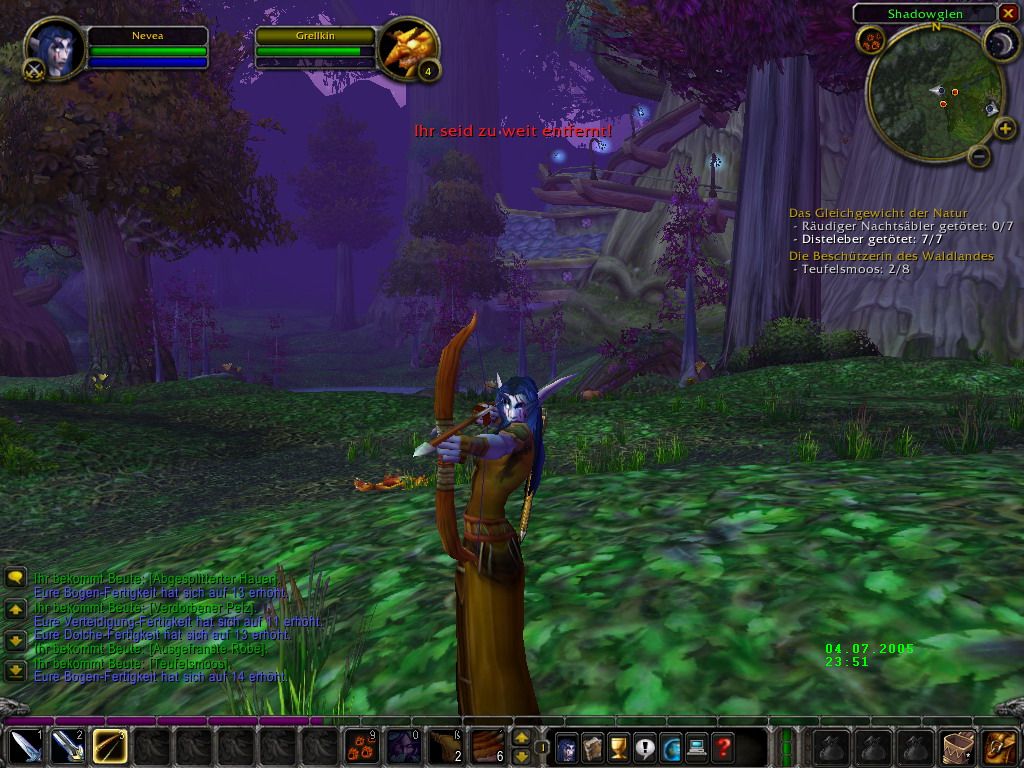 Nevea
Grellkin
4
Shadowglen
N
Ihr seid zu weit entfernt!
Das Gleichgewicht der Natur
- Räudiger Nachtsäbler getötet: 0/7
- Disteleber getötet: 7/7
Die Beschützerin des Waldlandes
- Teufelsmoos: 2/8
Ihr bekommt Beute: [Abgesplitterter Hauer].
Eure Bogen-Fertigkeit hat sich auf 13 erhöht.
Ihr bekommt Beute: [Verdorbener Pelz].
Eure Verteidigung-Fertigkeit hat sich auf 11 erhöht.
Eure Dolche-Fertigkeit hat sich auf 13 erhöht.
Ihr bekommt Beute: [Ausgefranste Robe].
Ihr bekommt Beute: [Teufelsmoos].
Eure Bogen-Fertigkeit hat sich auf 14 erhöht.
04.07.2005
23:51
1 2 9 0 ß
2 6 1